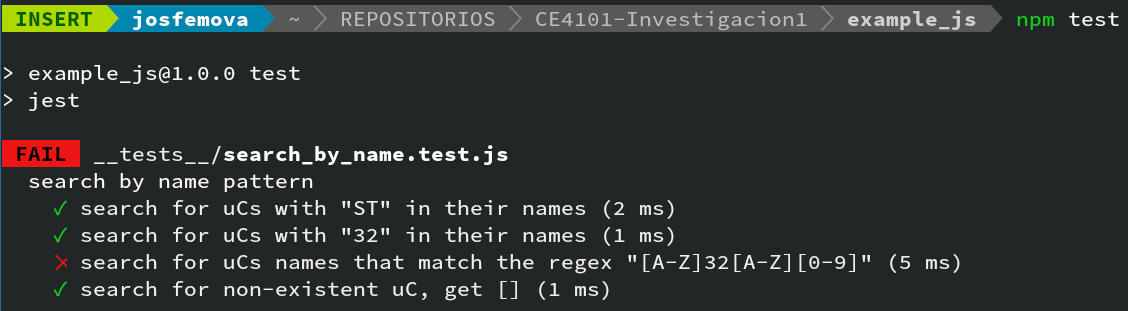 INSERT josfemova ~ REPOSITORIOS CE4101-Investigacion1 example_js npm test
> example_js@1.0.0 test
> jest
FAIL __tests__/search_by_name.test.js
search by name pattern
✓ search for uCs with "ST" in their names (2 ms)
✓ search for uCs with "32" in their names (1 ms)
✕ search for uCs names that match the regex "[A-Z]32[A-Z][0-9]" (5 ms)
✓ search for non-existent uC, get [] (1 ms)